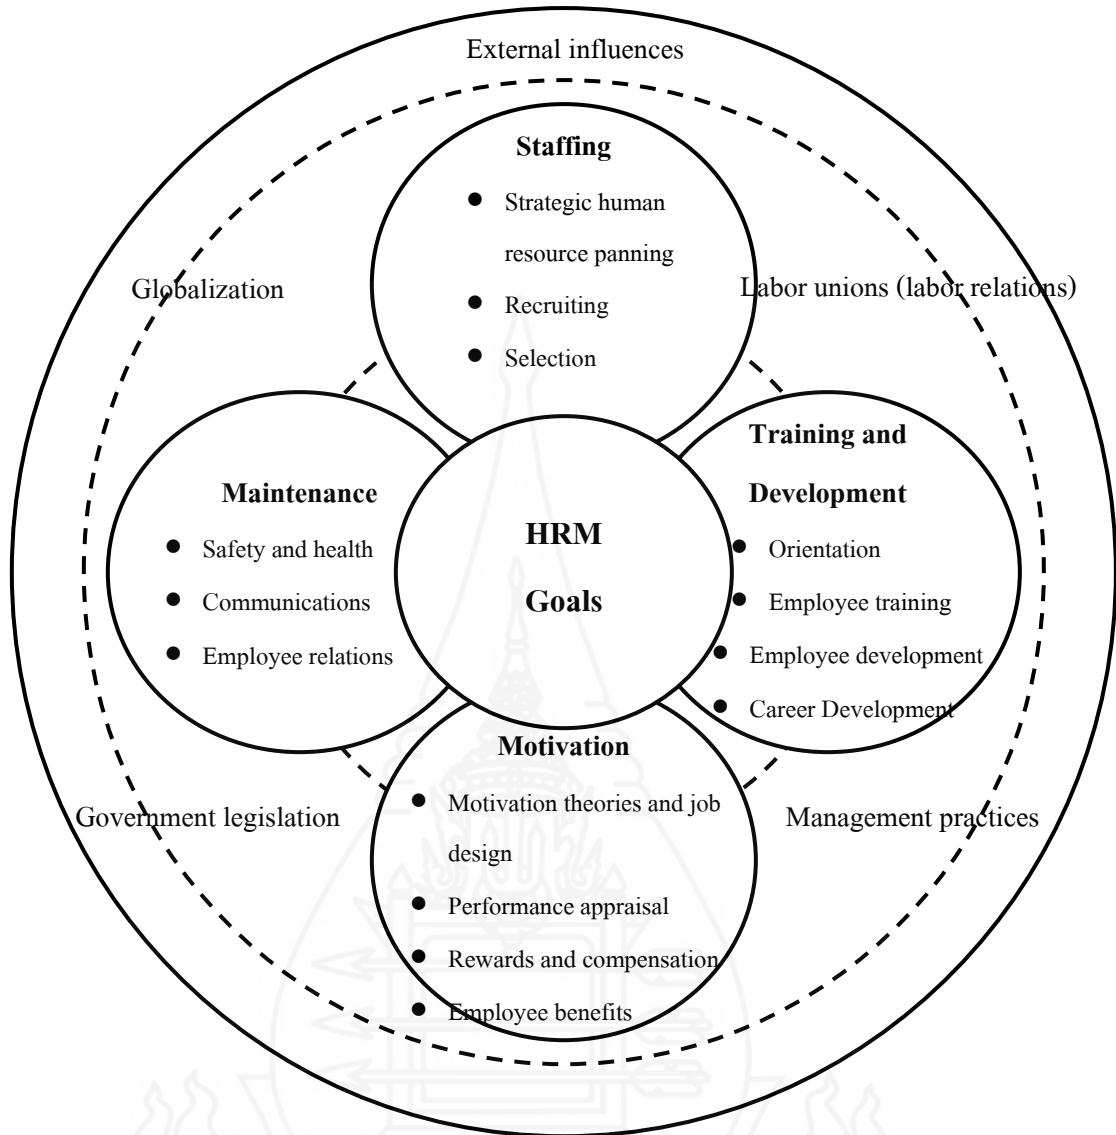 External influences
Staffing
● Strategic human
resource panning
● Recruiting
● Selection
Globalization
Labor unions (labor relations)
Maintenance
● Safety and health
● Communications
● Employee relations
HRM
Goals
Training and
Development
● Orientation
● Employee training
● Employee development
● Career Development
Motivation
● Motivation theories and job
design
● Performance appraisal
● Rewards and compensation
● Employee benefits
Government legislation
Management practices